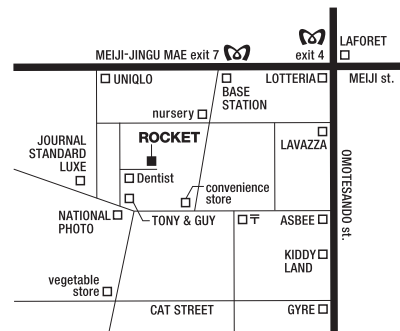 MEIJI-JINGU MAE exit 7
exit 4
LAFORET
UNIQLO
BASE
STATION
LOTTERIA
MEIJI st.
nursery
ROCKET
JOURNAL
STANDARD
LUXE
LAVAZZA
OMOTESANDO st.
Dentist
convenience
store
NATIONAL
PHOTO
TONY & GUY
〒
ASBEE
KIDDY
LAND
vegetable
store
CAT STREET
GYRE